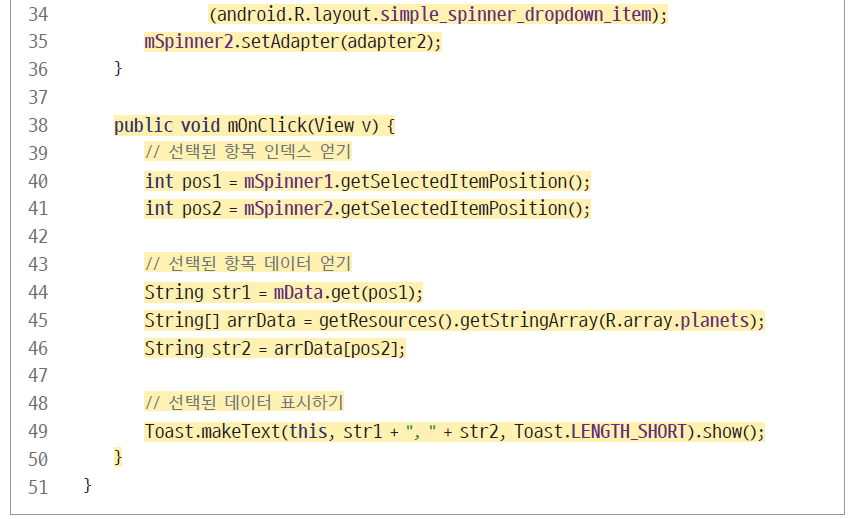 34 (android.R.layout.simple_spinner_dropdown_item);
35 mSpinner2.setAdapter(adapter2);
36 }
37
38 public void mOnClick(View v) {
39 // 선택된 항목 인덱스 얻기
40 int pos1 = mSpinner1.getSelectedItemPosition();
41 int pos2 = mSpinner2.getSelectedItemPosition();
42
43 // 선택된 항목 데이터 얻기
44 String str1 = mData.get(pos1);
45 String[] arrData = getResources().getStringArray(R.array.planets);
46 String str2 = arrData[pos2];
47
48 // 선택된 데이터 표시하기
49 Toast.makeText(this, str1 + ", " + str2, Toast.LENGTH_SHORT).show();
50 }
51 }